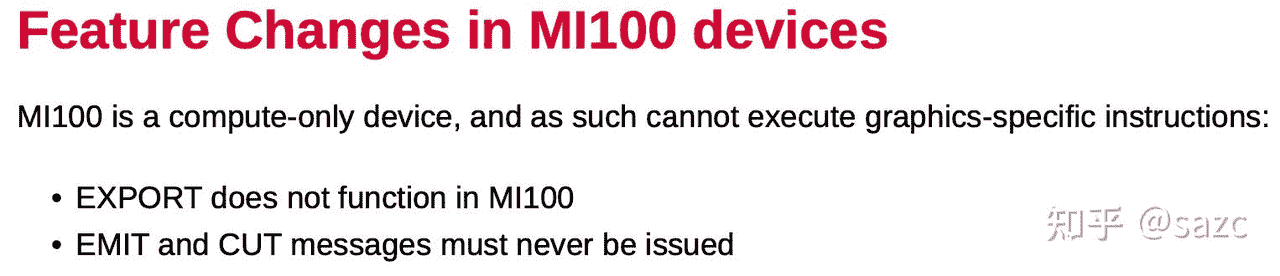 Feature Changes in MI100 devices
MI100 is a compute-only device, and as such cannot execute graphics-specific instructions:
• EXPORT does not function in MI100
• EMIT and CUT messages must never be issued
知乎 @sazc